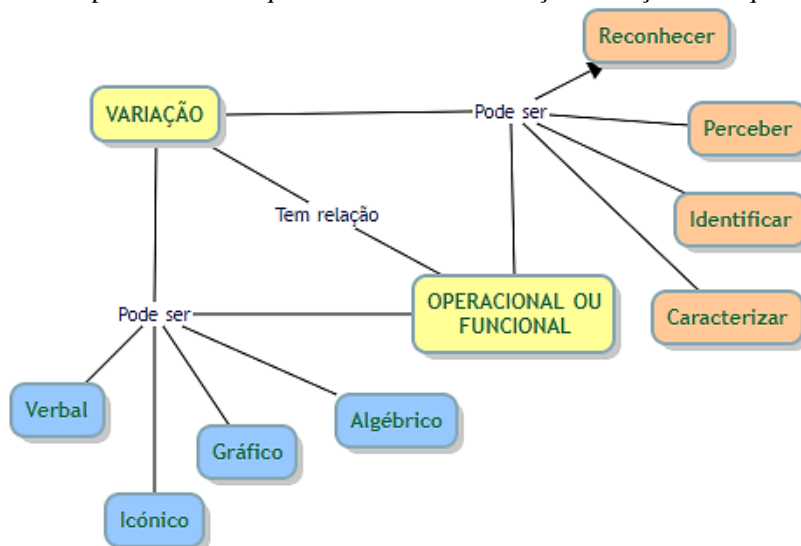 Reconhecer
VARIAÇÃO
Pode ser
Perceber
Tem relação
Identificar
OPERACIONAL OU
FUNCIONAL
Caracterizar
Pode ser
Verbal
Algébrico
Gráfico
Icónico